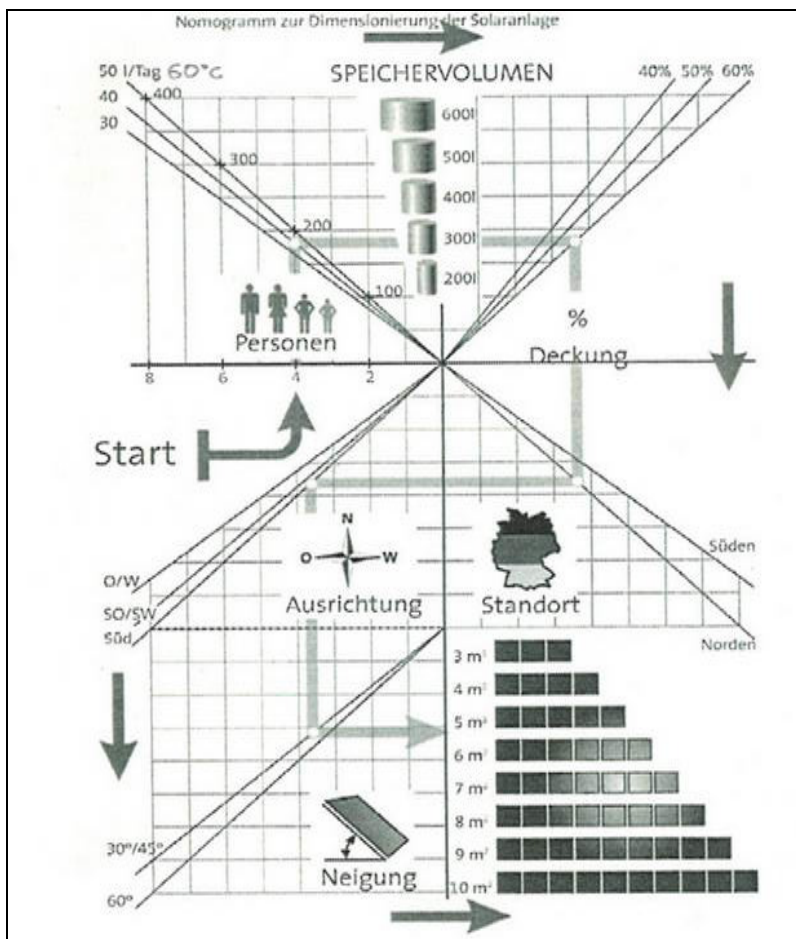 Nomogramm zur Dimensionierung der Solaranlage
50 l/Tag 60°C
SPEICHERVOLUMEN
40% 50% 60%
40
30
400
300
200
100
600l
500l
400l
300l
200l
Personen
%
Deckung
8 6 4 2
Start
N
O W
Ausrichtung
Standort
Süden
Norden
O/W
SO/SW
Süd
3 m²
4 m²
5 m²
6 m²
7 m²
8 m²
9 m²
10 m²
30°/45°
60°
Neigung